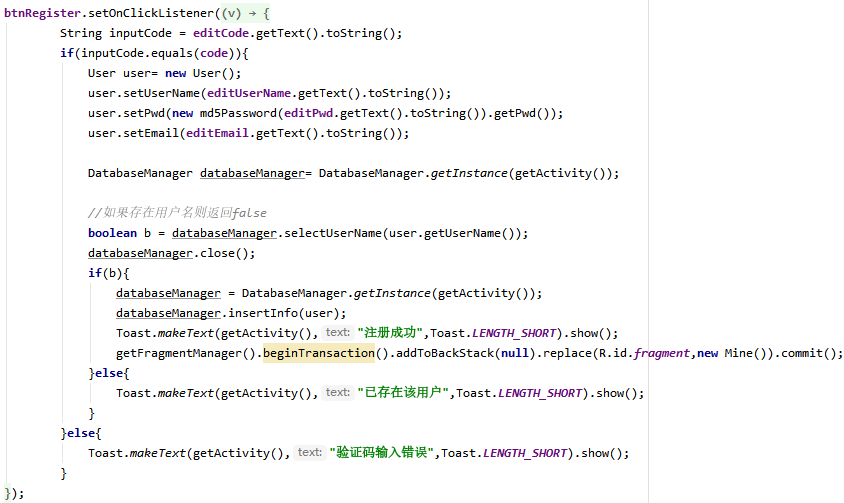 btnRegister.setOnClickListener((v) → {
String inputCode = editCode.getText().toString();
if(inputCode.equals(code)){
User user= new User();
user.setUserName(editUserName.getText().toString());
user.setPwd(new md5Password(editPwd.getText().toString()).getPwd());
user.setEmail(editEmail.getText().toString());
DatabaseManager databaseManager= DatabaseManager.getInstance(getActivity());
//如果存在用户名则返回false
boolean b = databaseManager.selectUserName(user.getUserName());
databaseManager.close();
if(b){
databaseManager = DatabaseManager.getInstance(getActivity());
databaseManager.insertInfo(user);
Toast.makeText(getActivity(), text: "注册成功",Toast.LENGTH_SHORT).show();
getFragmentManager().beginTransaction().addToBackStack(null).replace(R.id.fragment,new Mine()).commit();
}else{
Toast.makeText(getActivity(), text: "已存在该用户",Toast.LENGTH_SHORT).show();
}
}else{
Toast.makeText(getActivity(), text: "验证码输入错误",Toast.LENGTH_SHORT).show();
}
});